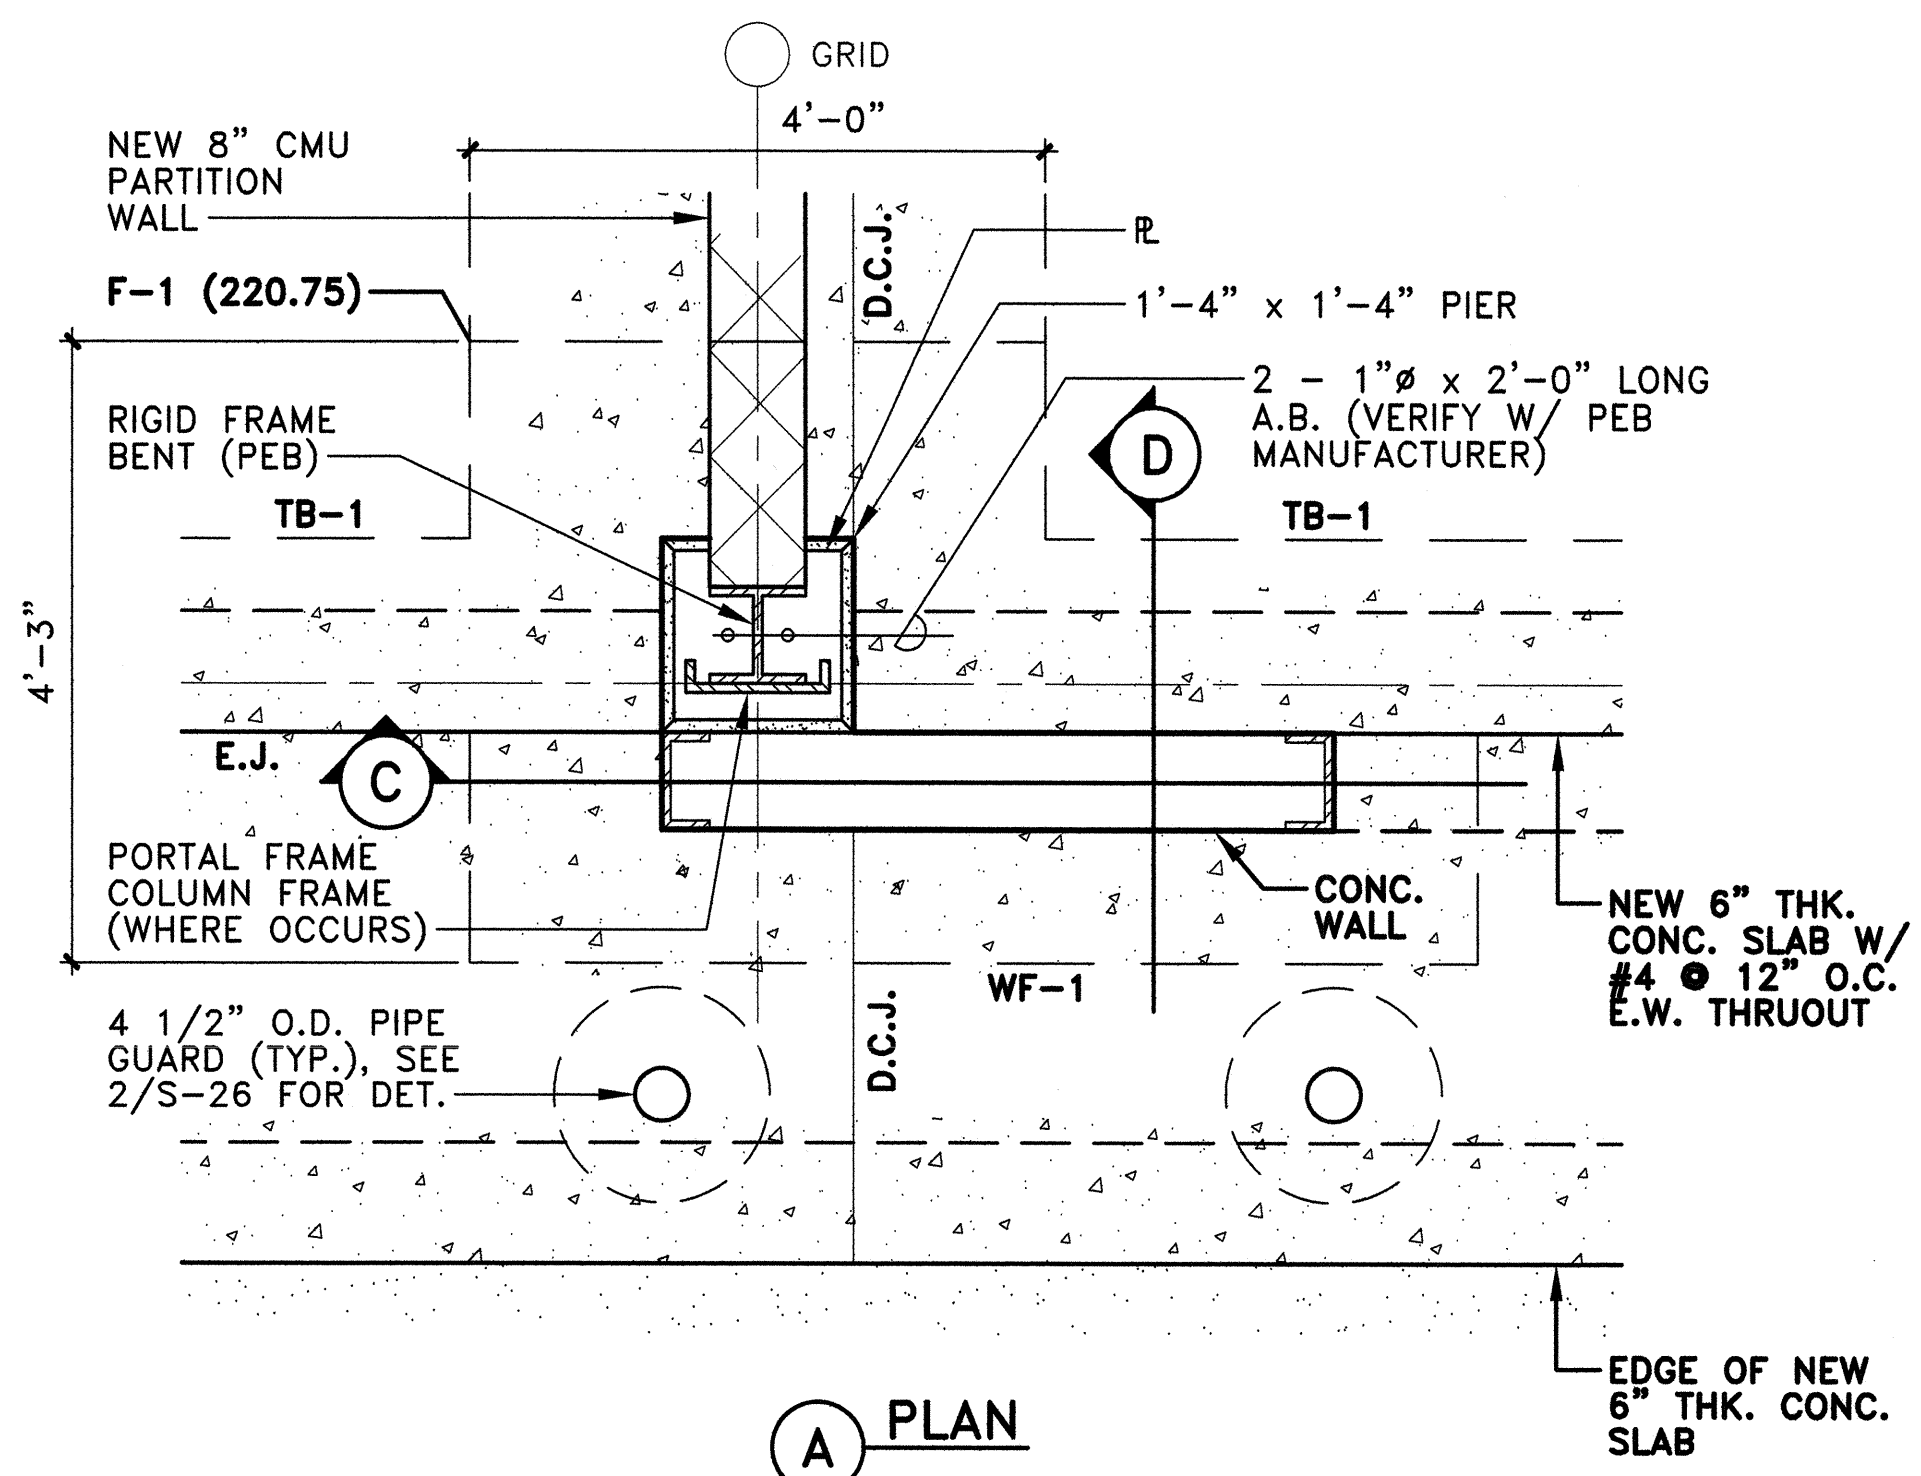 GRID
4'-0"
NEW 8" CMU
PARTITION
WALL
F-1 (220.75)
D.C.J.
PL
1'-4" x 1'-4" PIER
2 - 1"ø x 2'-0" LONG
A.B. (VERIFY W/ PEB
MANUFACTURER)
RIGID FRAME
BENT (PEB)
TB-1
D
TB-1
4'-3"
E.J.
C
PORTAL FRAME
COLUMN FRAME
(WHERE OCCURS)
CONC.
WALL
NEW 6" THK.
CONC. SLAB W/
#4 @ 12" O.C.
E.W. THRUOUT
WF-1
D.C.J.
4 1/2" O.D. PIPE
GUARD (TYP.), SEE
2/S-26 FOR DET.
EDGE OF NEW
6" THK. CONC.
SLAB
A PLAN